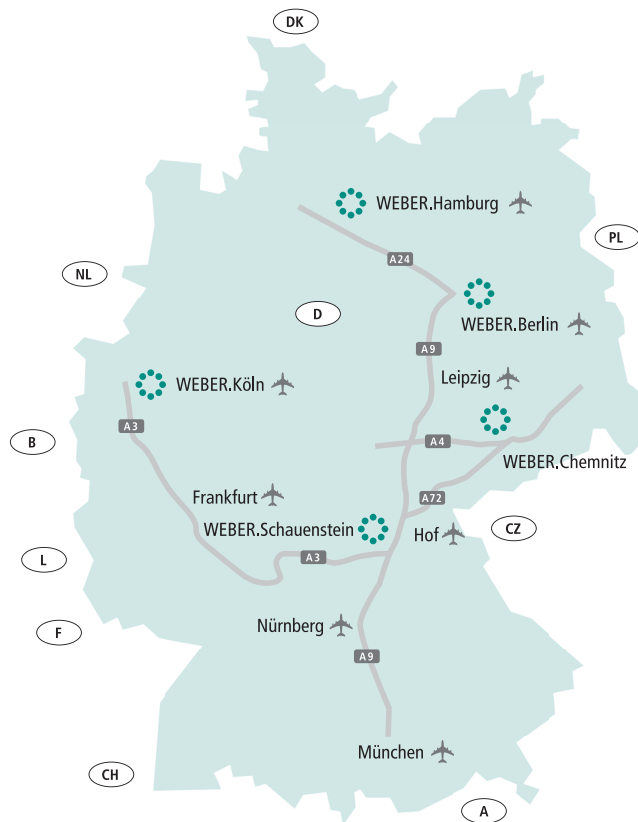 DK
WEBER.Hamburg
PL
A24
NL
D
WEBER.Berlin
A9
Leipzig
WEBER.Köln
A3
B
A4
WEBER.Chemnitz
Frankfurt
A72
WEBER.Schauenstein
Hof
CZ
L
A3
Nürnberg
F
A9
München
CH
A